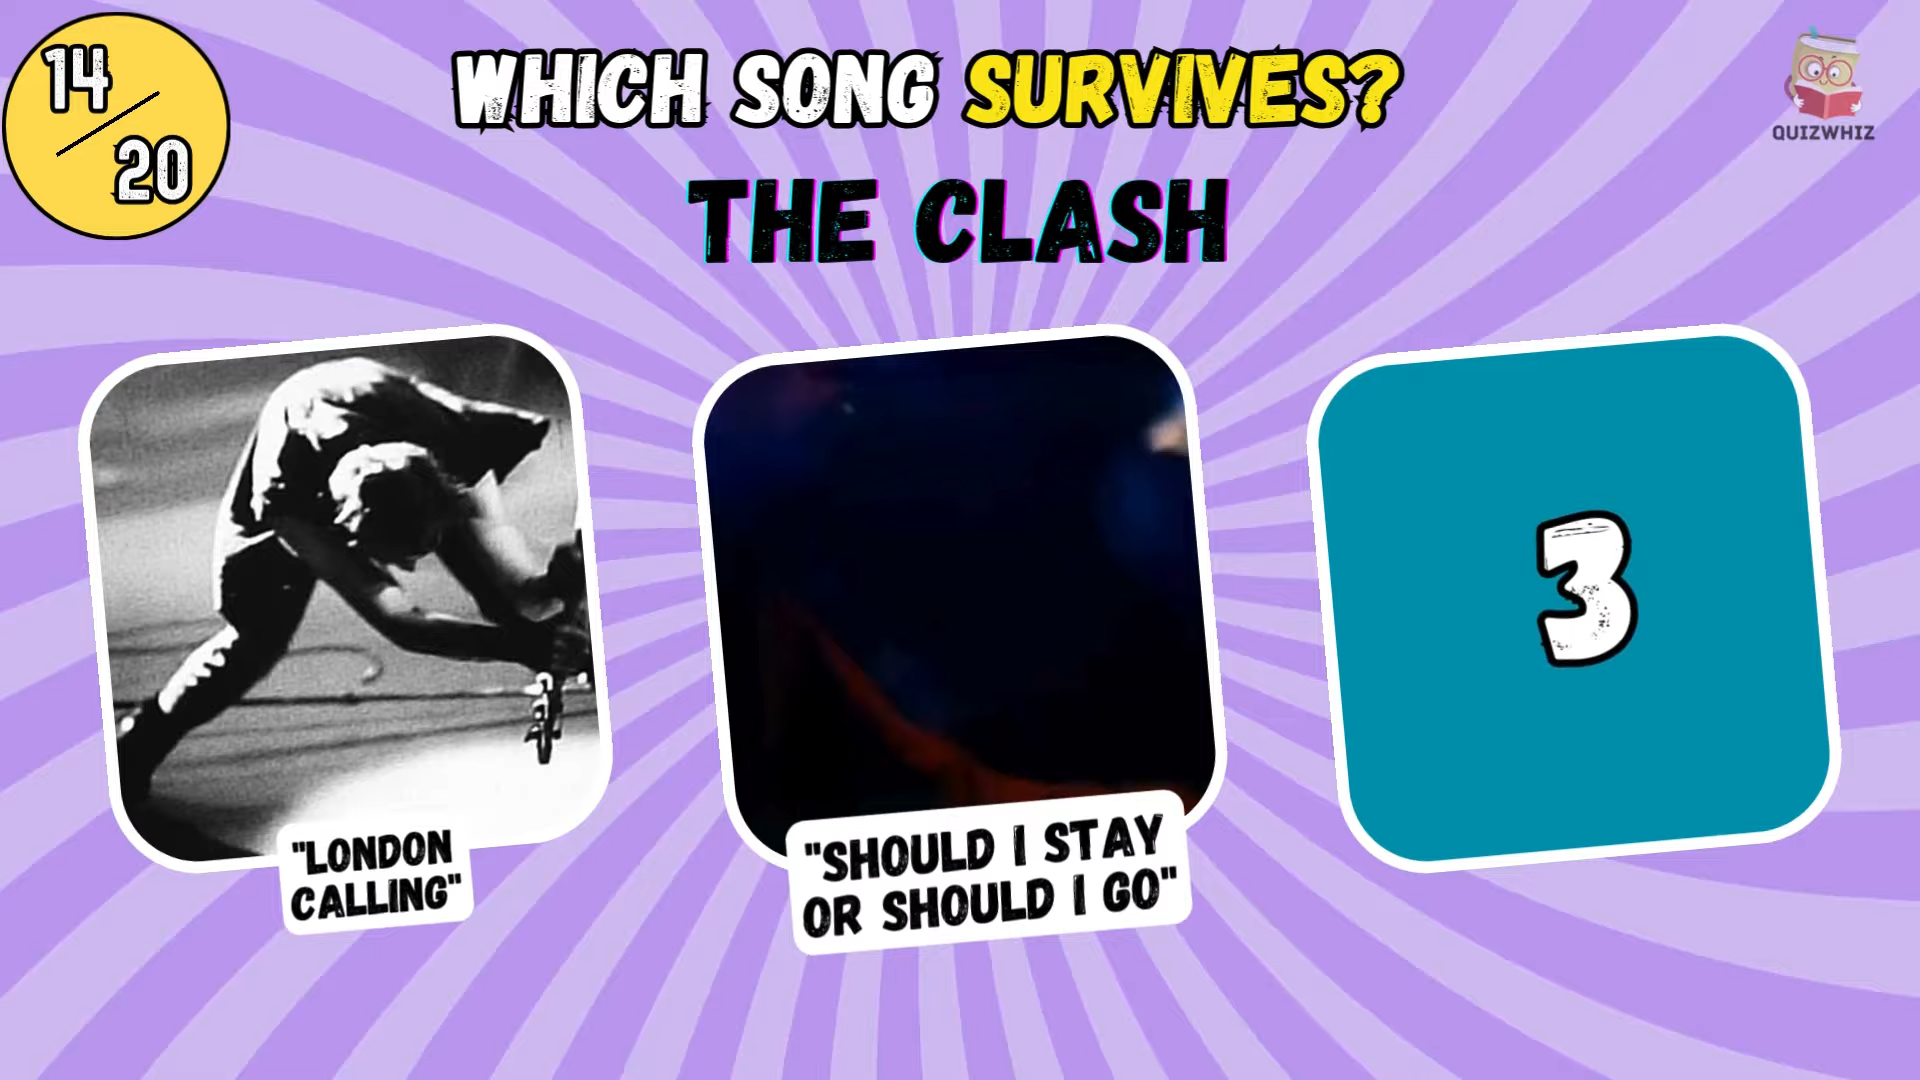 14
20
WHICH SONG SURVIVES?
QUIZWHIZ
THE CLASH
3
"LONDON
CALLING"
"SHOULD I STAY
OR SHOULD I GO"